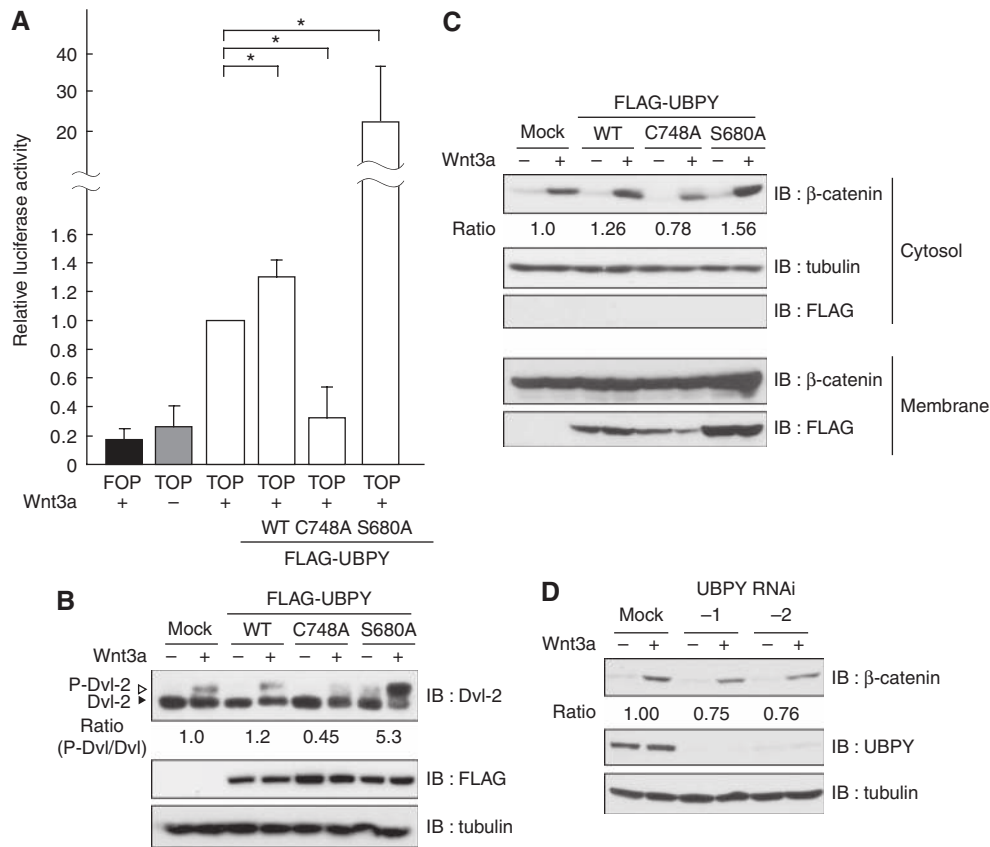 A
Relative luciferase activity
40
30
20
1.6
1.4
1.2
1.0
0.8
0.6
0.4
0.2
0
* * *
FOP TOP TOP TOP TOP TOP
Wnt3a + – + + + +
WT C748A S680A
FLAG-UBPY
B
FLAG-UBPY
Mock WT C748A S680A
Wnt3a – + – + – + – +
P-Dvl-2
Dvl-2
IB : Dvl-2
Ratio
(P-Dvl/Dvl) 1.0 1.2 0.45 5.3
IB : FLAG
IB : tubulin
C
FLAG-UBPY
Mock WT C748A S680A
Wnt3a – + – + – + – +
IB : β-catenin
Ratio 1.0 1.26 0.78 1.56
IB : tubulin
IB : FLAG
Cytosol
IB : β-catenin
IB : FLAG
Membrane
D
UBPY RNAi
Mock –1 –2
Wnt3a – + – + – +
IB : β-catenin
Ratio 1.00 0.75 0.76
IB : UBPY
IB : tubulin